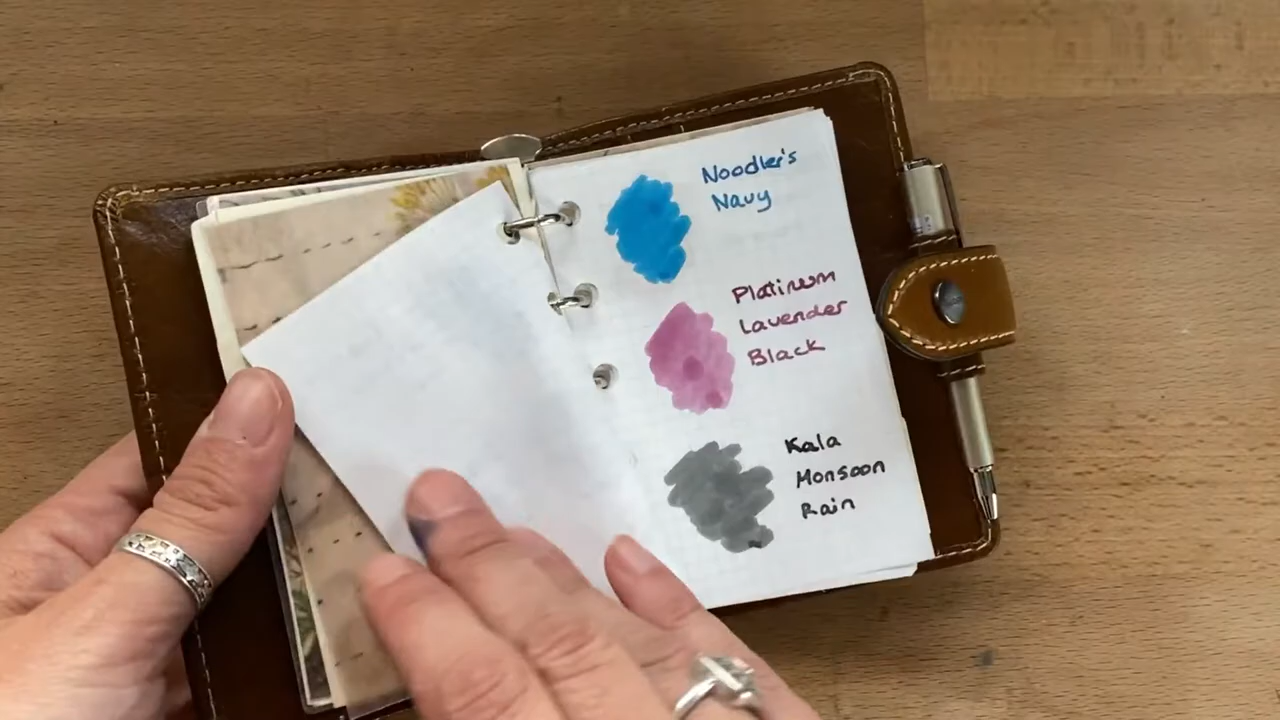 Noodler's
Navy
Platinum
Lavender
Black
Kala
Monsoon
Rain